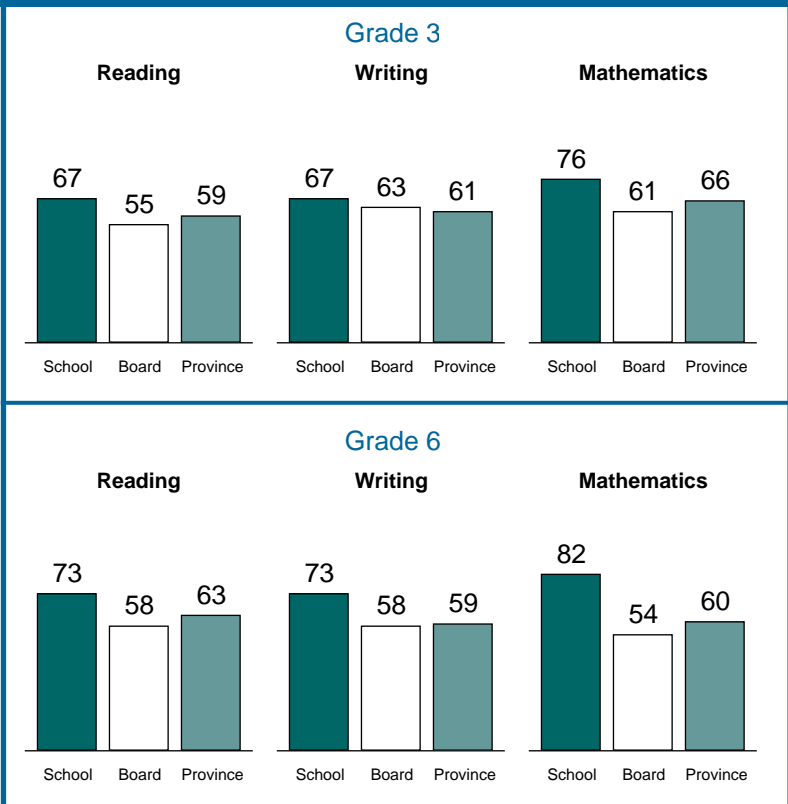 Grade 3
Reading Writing Mathematics
67 55 59 67 63 61 76 61 66
School Board Province School Board Province School Board Province
Grade 6
Reading Writing Mathematics
73 58 63 73 58 59 82 54 60
School Board Province School Board Province School Board Province